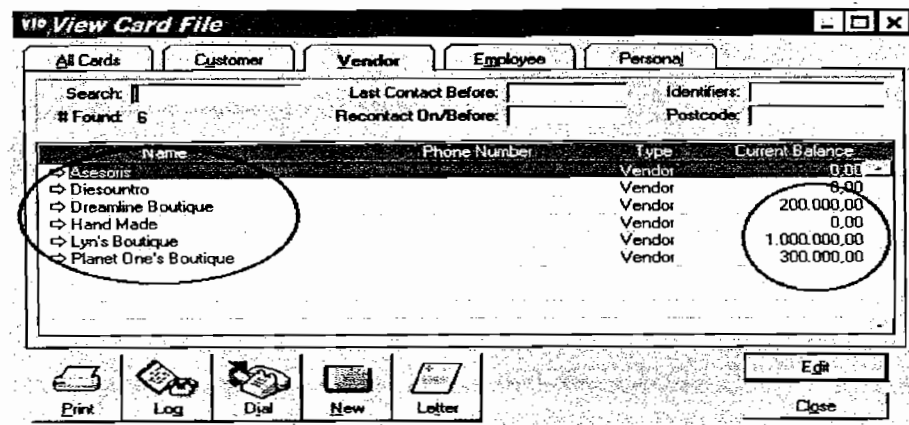 View Card File
All Cards Customer Vendor Employee Personal
Search: Last Contact Before: Identifiers:
# Found: 6 Recontact On/Before: Postcode:
Name Phone Number Type Current Balance
Asesoris Vendor 0,00
Diesountro Vendor 0,00
Dreamline Boutique Vendor 200.000,00
Hand Made Vendor 0,00
Lyn's Boutique Vendor 1.000.000,00
Planet One's Boutique Vendor 300.000,00
Edit
Print Log Dial New Letter Close